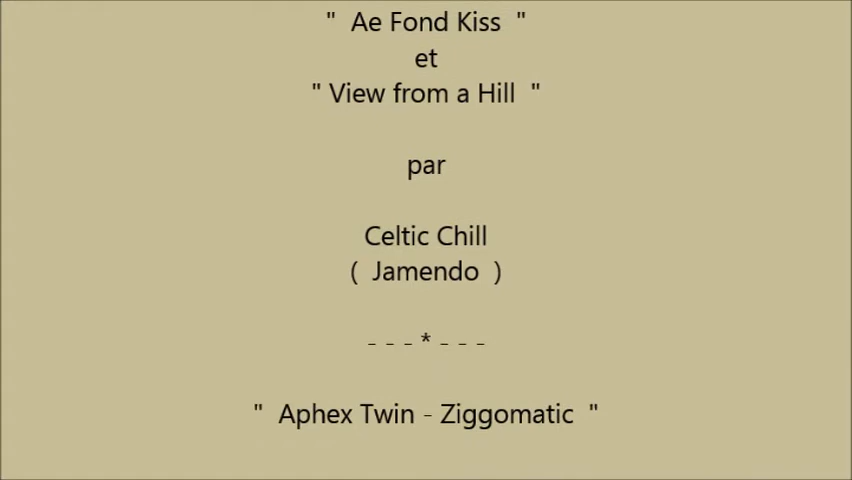 "  Ae Fond Kiss  "
et
" View from a Hill  "
par
Celtic Chill
(  Jamendo  )
- - - * - - -
"  Aphex Twin - Ziggomatic  "